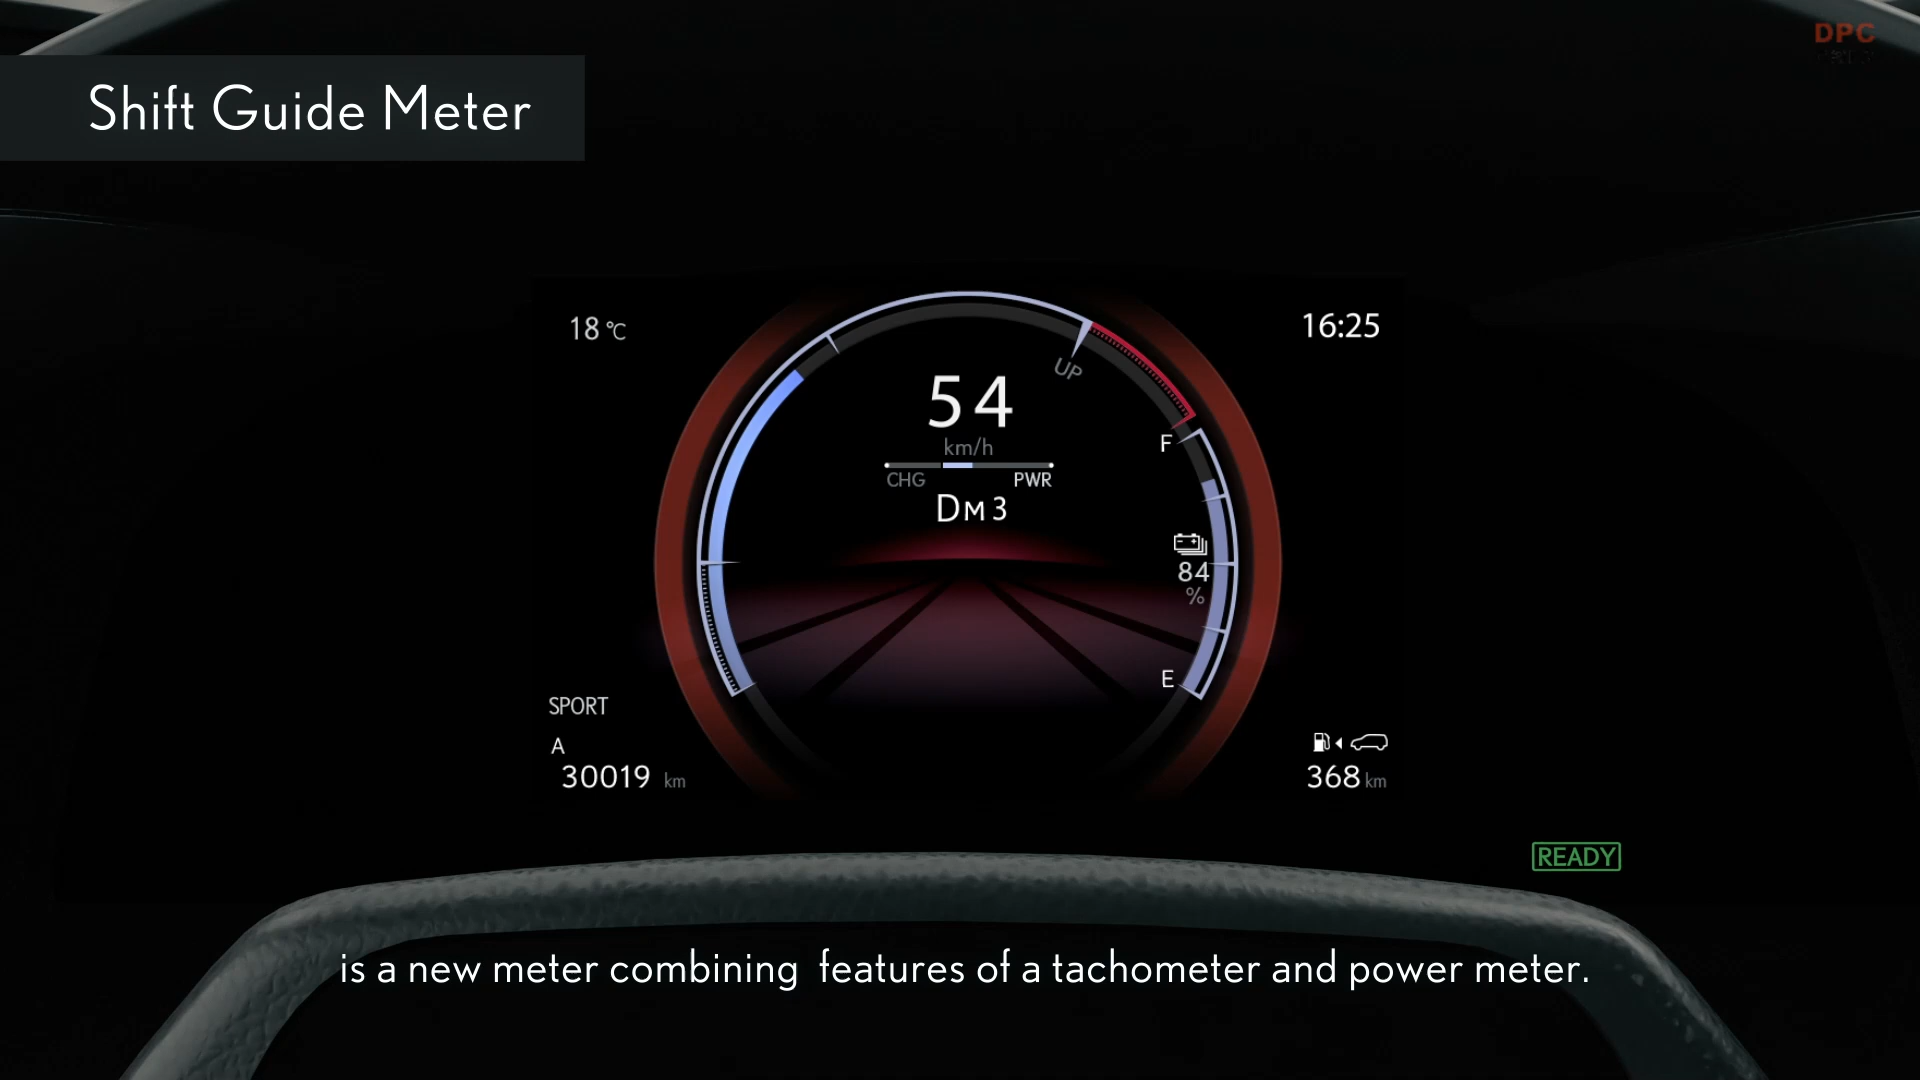 DPC
Shift Guide Meter
18 °C
16:25
UP
54
km/h
CHG PWR
F
DM3
84
%
E
SPORT
A
30019 km
368 km
READY
is a new meter combining features of a tachometer and power meter.